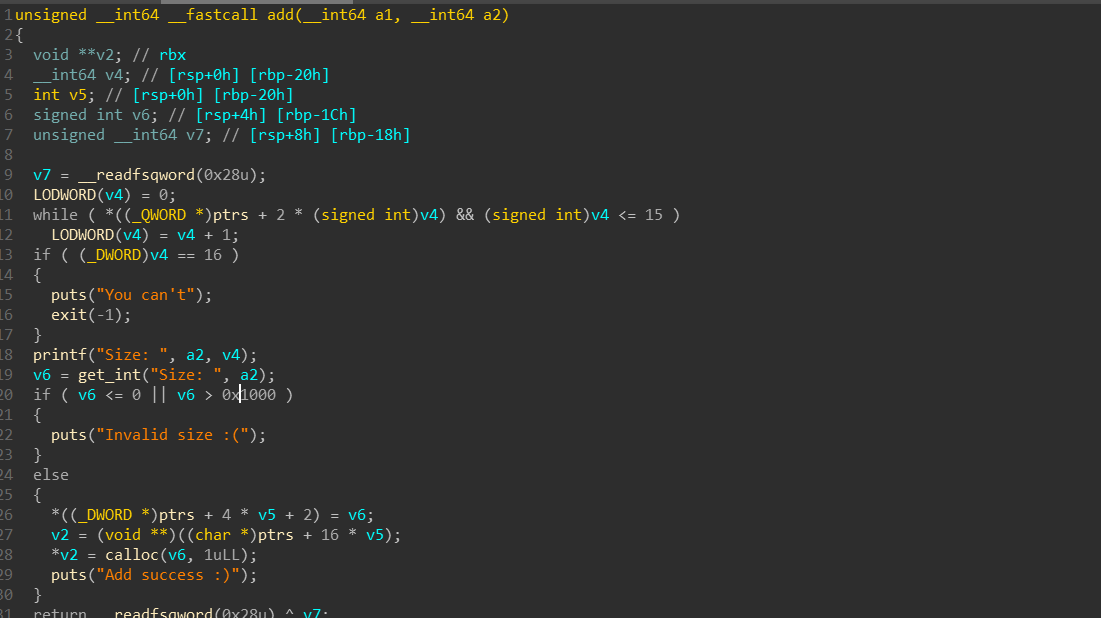 1 unsigned __int64 __fastcall add(__int64 a1, __int64 a2)
2 {
3 void **v2; // rbx
4 __int64 v4; // [rsp+0h] [rbp-20h]
5 int v5; // [rsp+0h] [rbp-20h]
6 signed int v6; // [rsp+4h] [rbp-1Ch]
7 unsigned __int64 v7; // [rsp+8h] [rbp-18h]
8
9 v7 = __readfsqword(0x28u);
10 LODWORD(v4) = 0;
11 while ( *((_QWORD *)ptrs + 2 * (signed int)v4) && (signed int)v4 <= 15 )
12 LODWORD(v4) = v4 + 1;
13 if ( (_DWORD)v4 == 16 )
14 {
15 puts("You can't");
16 exit(-1);
17 }
18 printf("Size: ", a2, v4);
19 v6 = get_int("Size: ", a2);
20 if ( v6 <= 0 || v6 > 0x1000 )
21 {
22 puts("Invalid size :(");
23 }
24 else
25 {
26 *((_DWORD *)ptrs + 4 * v5 + 2) = v6;
27 v2 = (void **)((char *)ptrs + 16 * v5);
28 *v2 = calloc(v6, 1uLL);
29 puts("Add success :)");
30 }
31 return __readfsqword(0x28u) ^ v7;